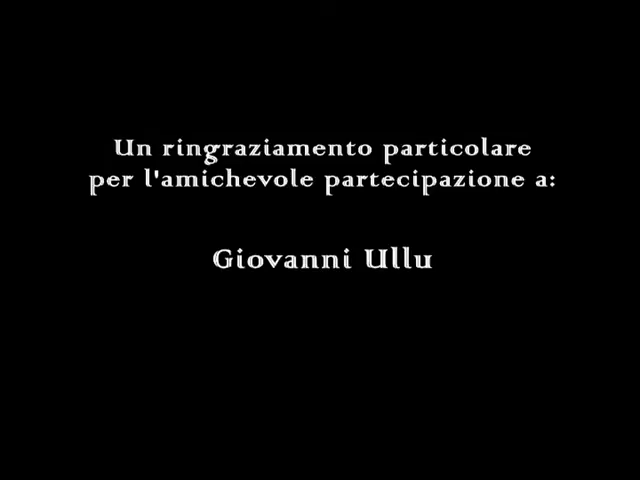 Un ringraziamento particolare
per l'amichevole partecipazione a:
Giovanni Ullu